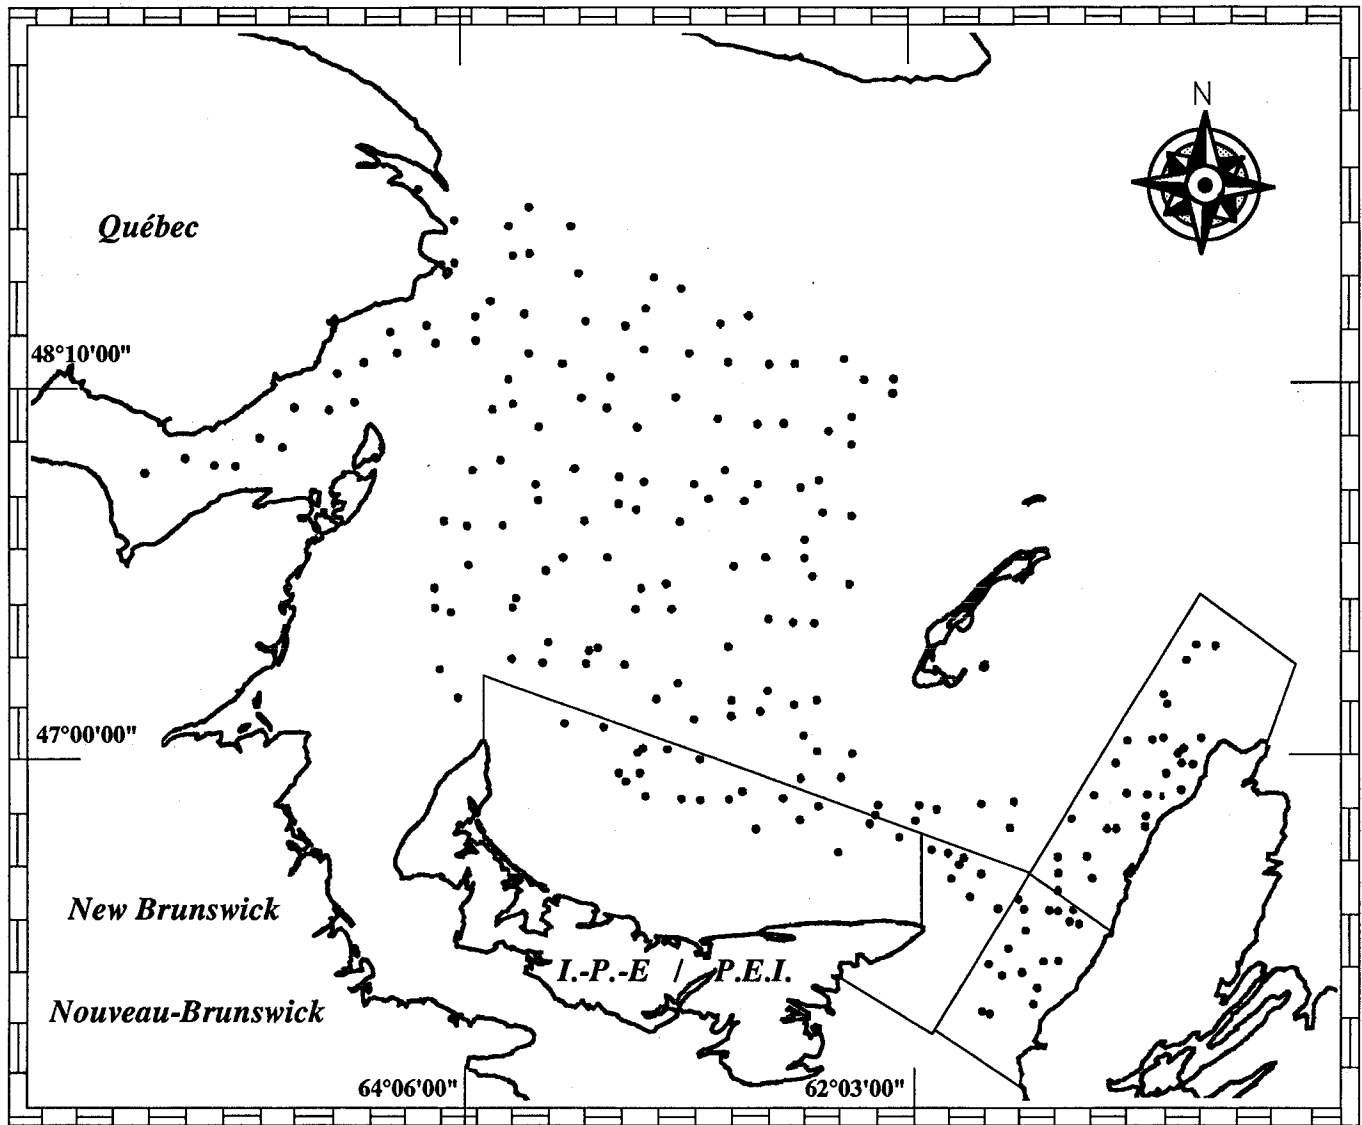 N
Québec
48°10'00"
47°00'00"
New Brunswick
I.-P.-E / P.E.I.
Nouveau-Brunswick
64°06'00"
62°03'00"